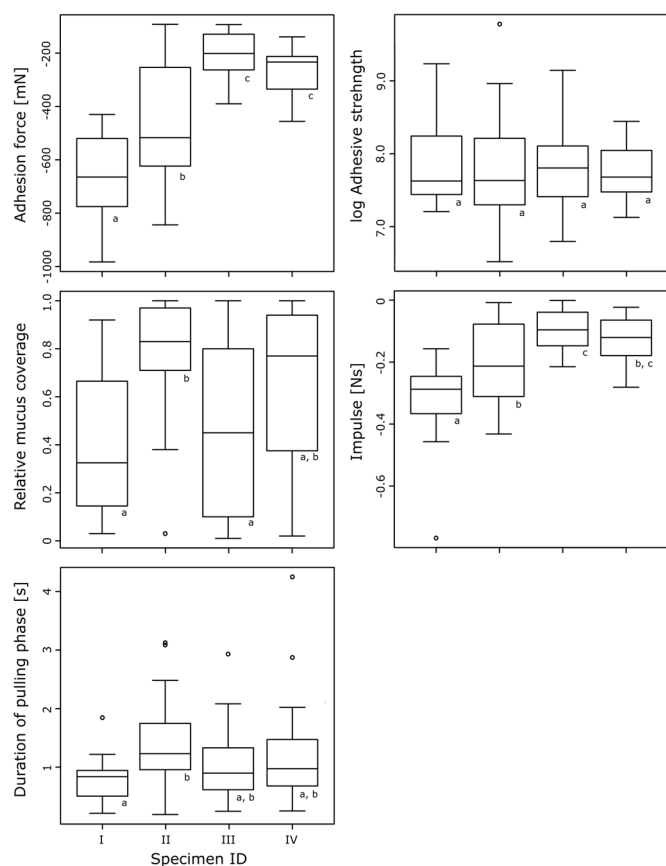 Adhesion force [mN]
-200
-400
-600
-800
-1000
a
b
c
c
log Adhesive strehngth
9.0
8.0
7.0
a
a
a
a
Relative mucus coverage
1.0
0.8
0.6
0.4
0.2
0
a
b
a
a, b
Impulse [Ns]
0
-0.2
-0.4
-0.6
a
b
c
b, c
Duration of pulling phase [s]
4
3
2
1
a
b
a, b
a, b
I II III IV
Specimen ID